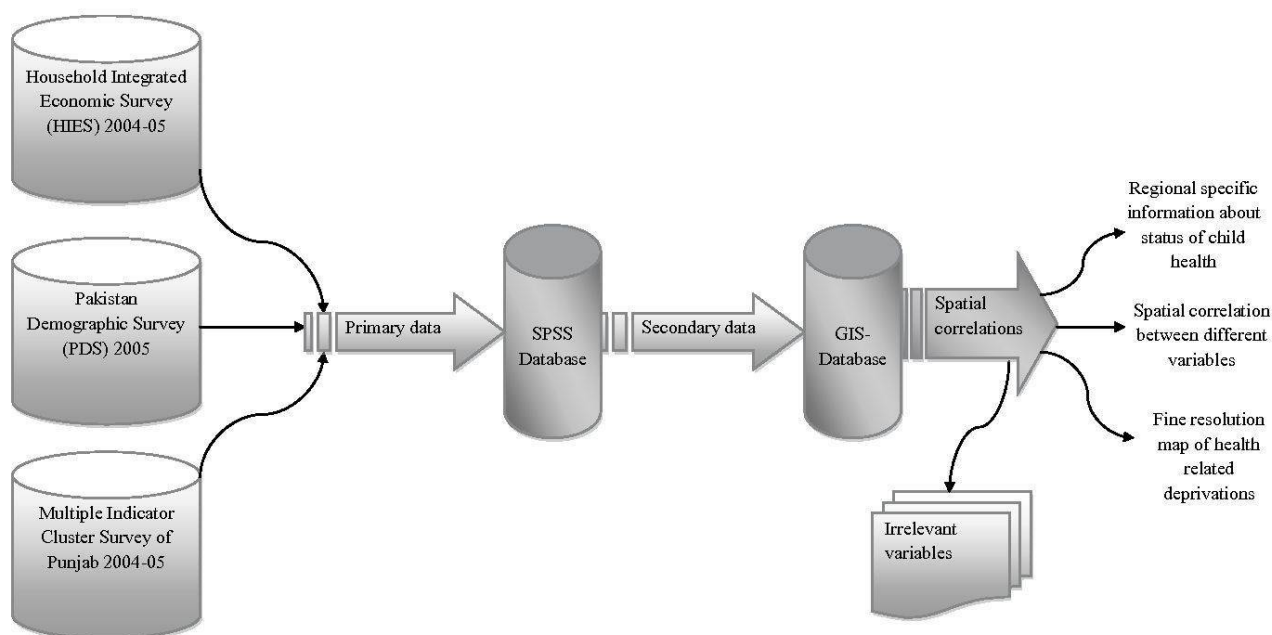 Household Integrated
Economic Survey
(HIES) 2004-05
Pakistan
Demographic Survey
(PDS) 2005
Multiple Indicator
Cluster Survey of
Punjab 2004-05
Primary data
SPSS
Database
Secondary data
GIS-
Database
Spatial
correlations
Irrelevant
variables
Regional specific
information about
status of child
health
Spatial correlation
between different
variables
Fine resolution
map of health
related
deprivations